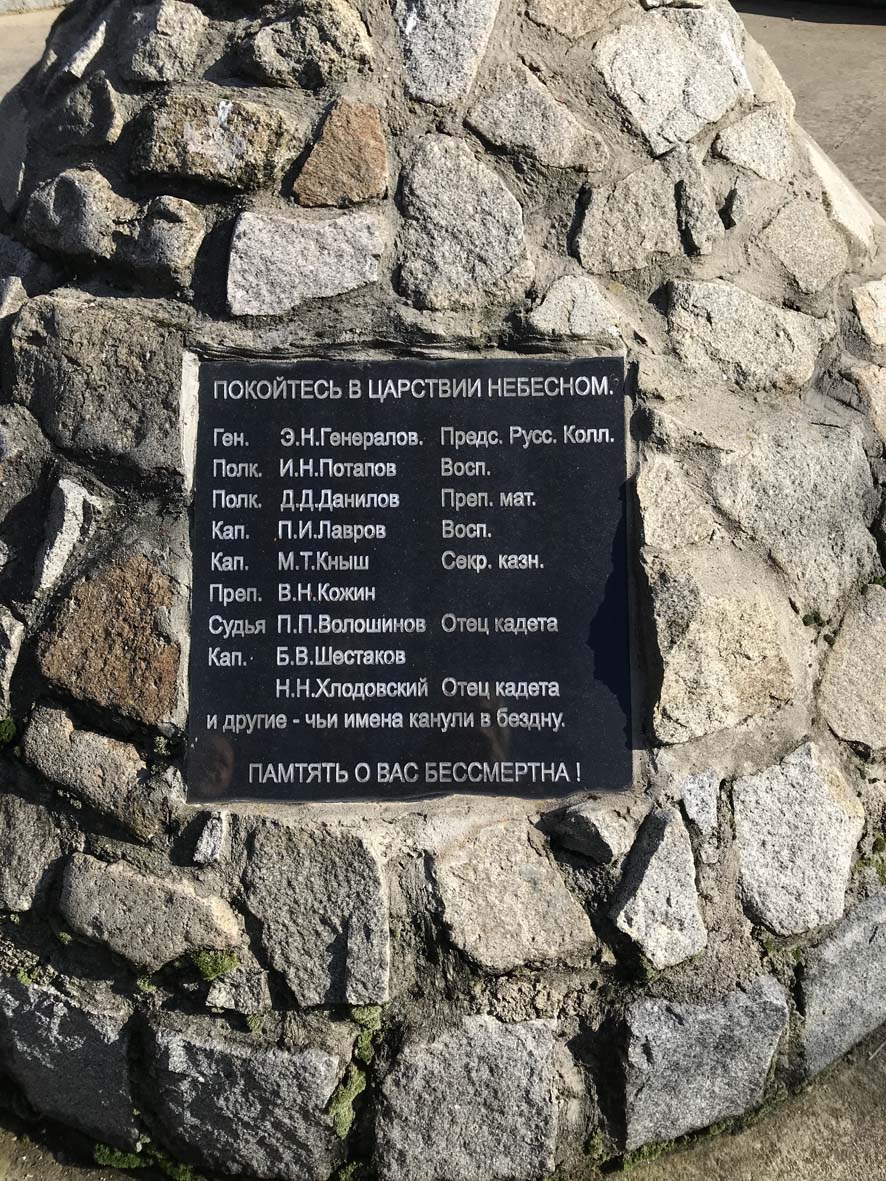 ПОКОЙТЕСЬ В ЦАРСТВИИ НЕБЕСНОМ.
Ген. Э.Н.Генералов. Предс. Русс. Колл.
Полк. И.Н.Потапов Восп.
Полк. Д.Д.Данилов Преп. мат.
Кап. П.И.Лавров Восп.
Кап. М.Т.Кныш Секр. казн.
Преп. В.Н.Кожин
Судья П.П.Волошинов Отец кадета
Кап. Б.В.Шестаков
Н.Н.Хлодовский Отец кадета
и другие - чьи имена канули в бездну.
ПАМТЯТЬ О ВАС БЕССМЕРТНА !